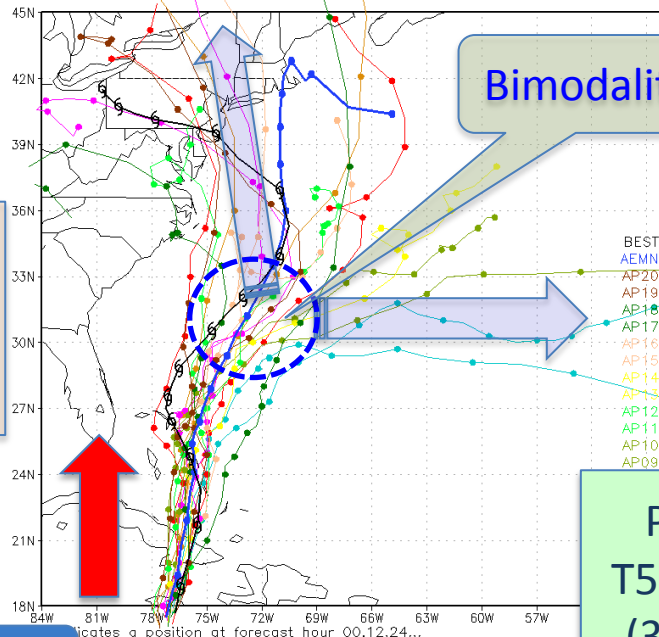 45N
42N
39N
36N
33N
30N
27N
24N
21N
18N
84W 81W 78W 75W 72W 69W 66W 63W 60W 57W
Bimodalit
BEST
AEMN
AP20
AP19
AP18
AP17
AP16
AP15
AP14
AP12
AP11
AP10
AP09
P
T5
(2
icates a position at forecast hour 00,12,24...